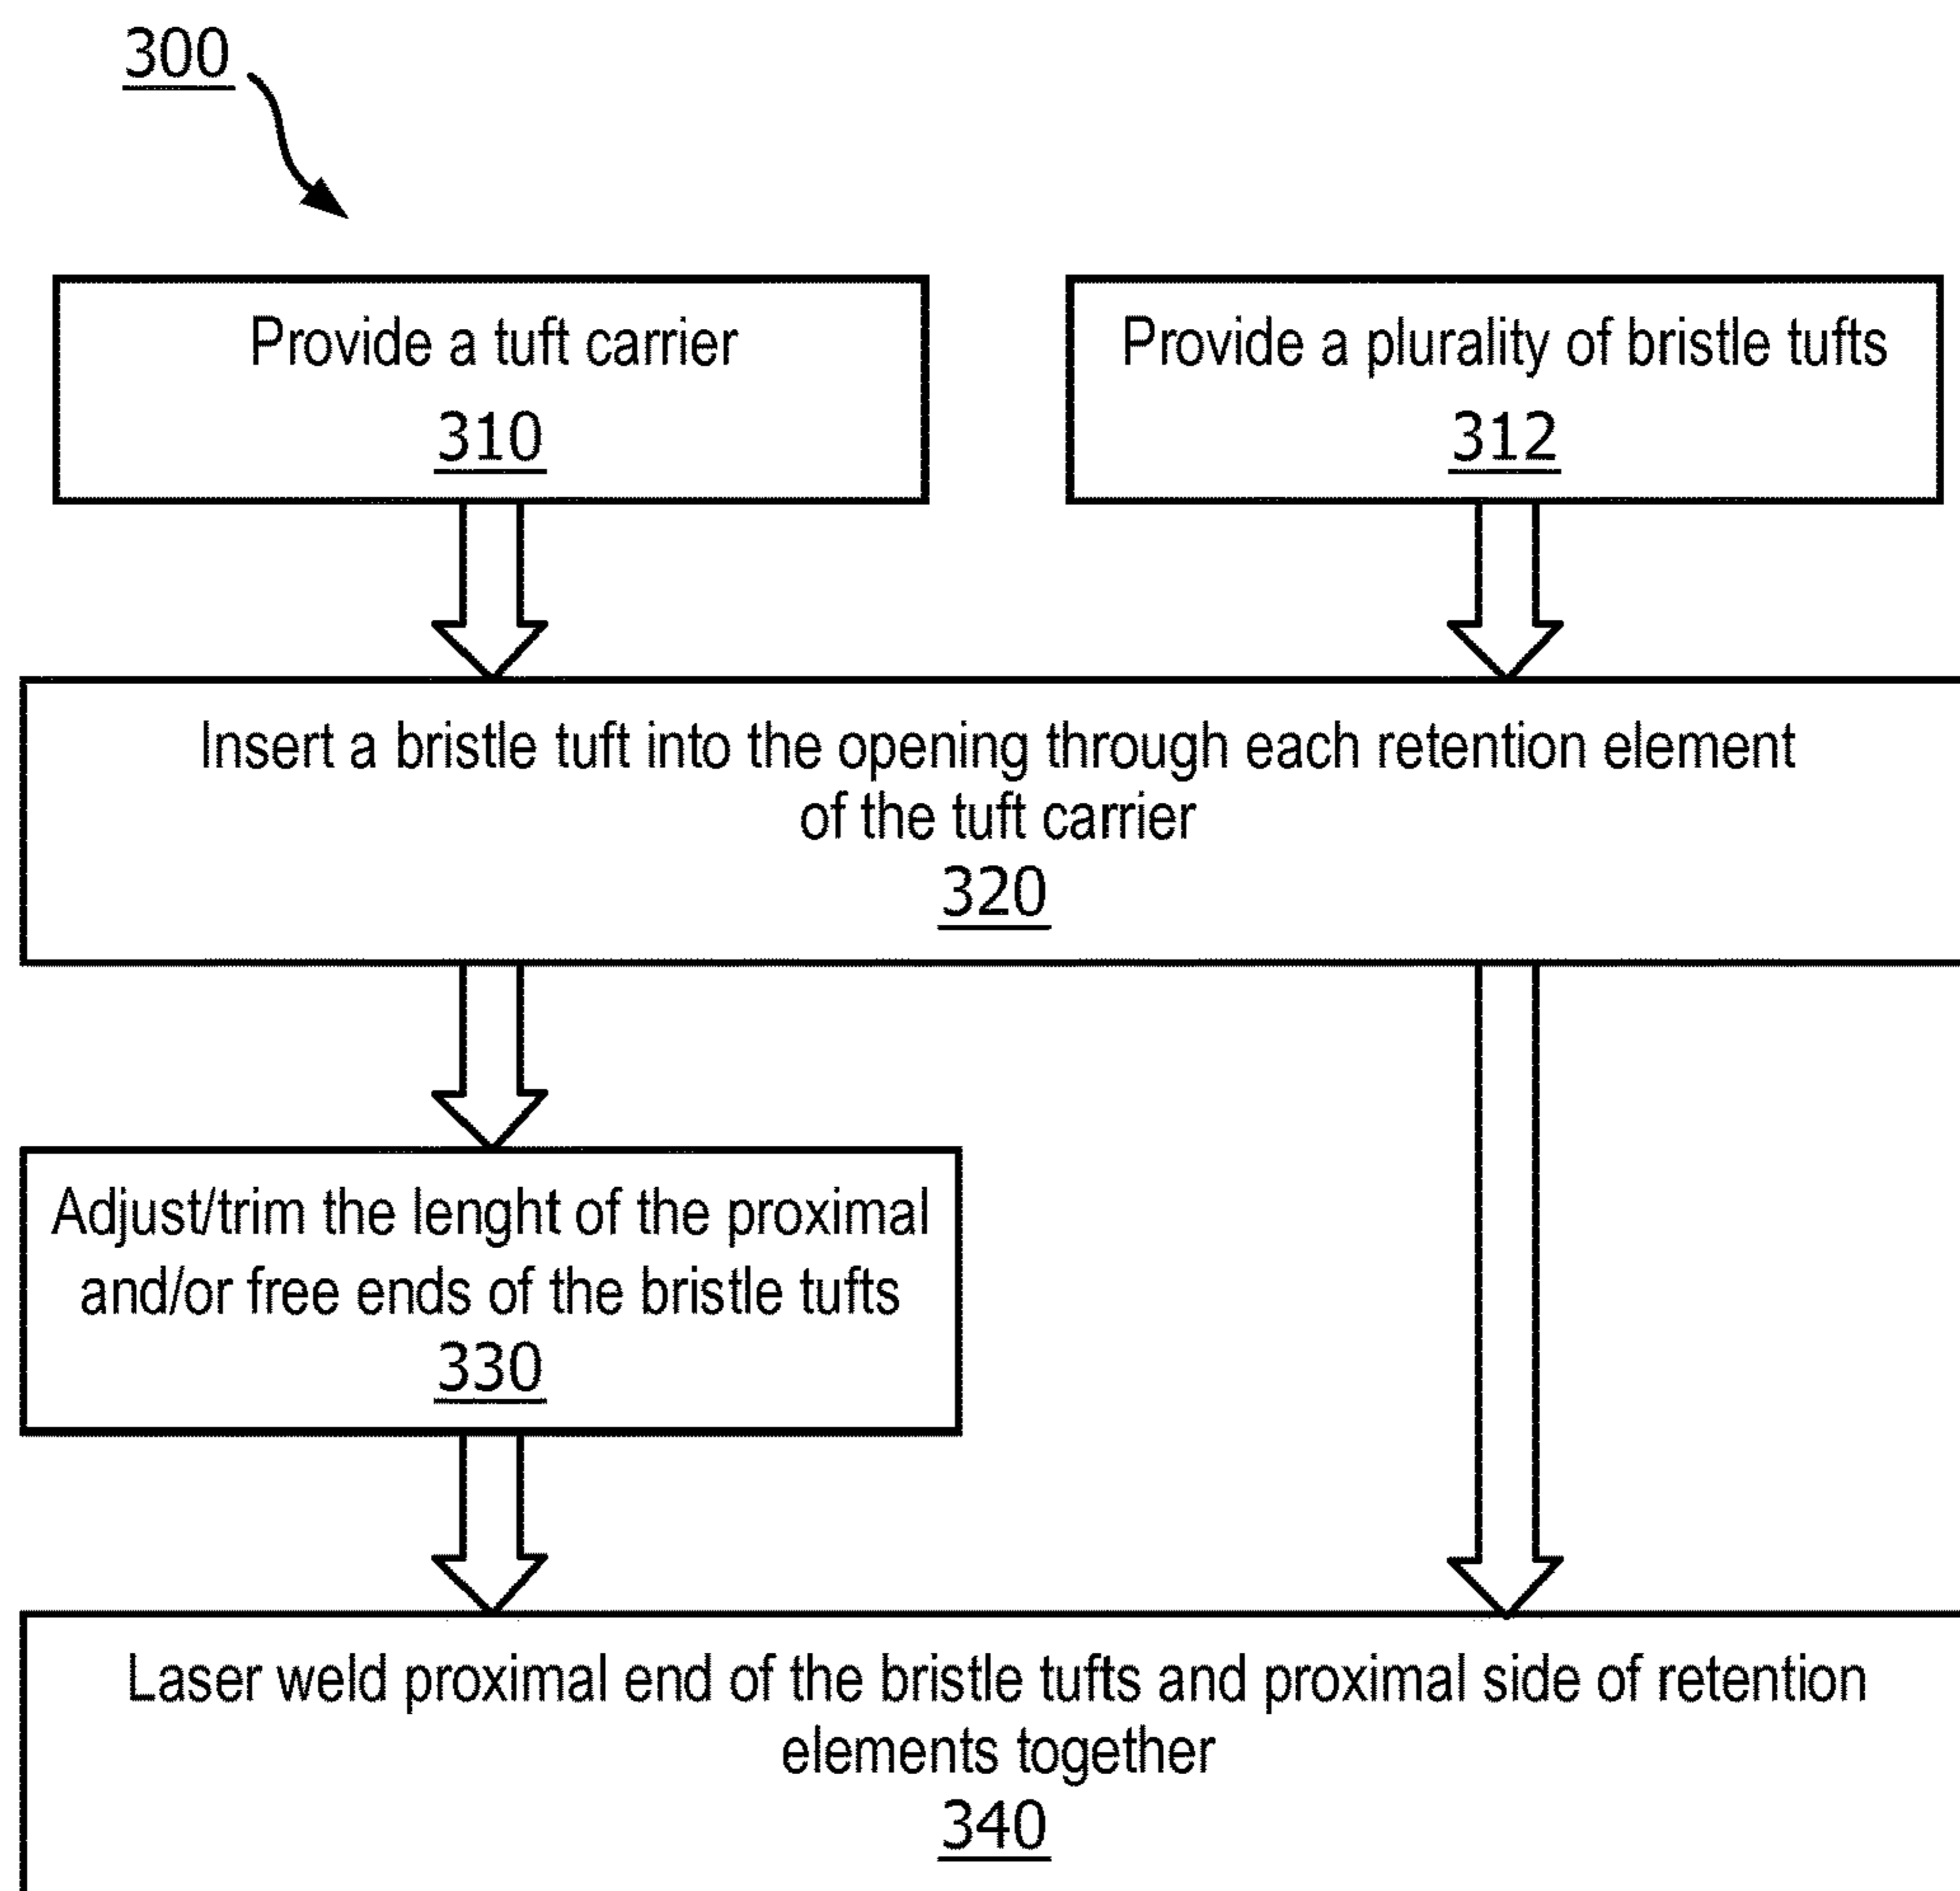 300
Provide a tuft carrier
310
Provide a plurality of bristle tufts
312
Insert a bristle tuft into the opening through each retention element
of the tuft carrier
320
Adjust/trim the lenght of the proximal
and/or free ends of the bristle tufts
330
Laser weld proximal end of the bristle tufts and proximal side of retention
elements together
340